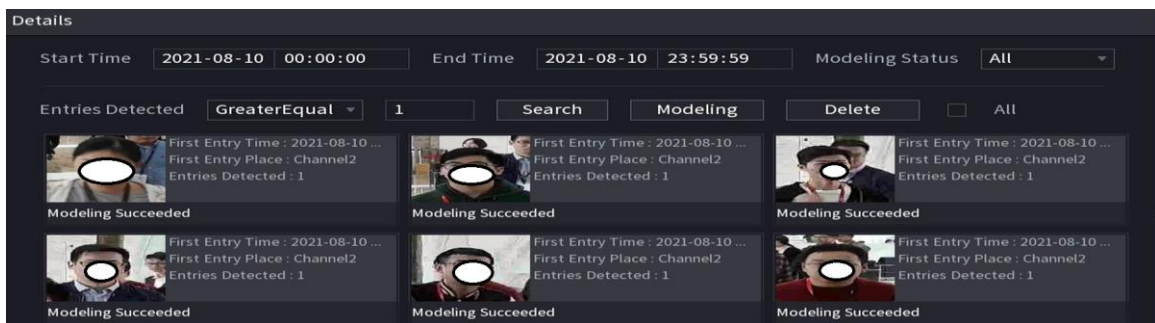 Details
Start Time 2021-08-10 00:00:00 End Time 2021-08-10 23:59:59 Modeling Status All
Entries Detected GreaterEqual 1 Search Modeling Delete All
First Entry Time : 2021-08-10 ...
First Entry Place : Channel2
Entries Detected : 1
Modeling Succeeded
First Entry Time : 2021-08-10 ...
First Entry Place : Channel2
Entries Detected : 1
Modeling Succeeded
First Entry Time : 2021-08-10 ...
First Entry Place : Channel2
Entries Detected : 1
Modeling Succeeded
First Entry Time : 2021-08-10 ...
First Entry Place : Channel2
Entries Detected : 1
Modeling Succeeded
First Entry Time : 2021-08-10 ...
First Entry Place : Channel2
Entries Detected : 1
Modeling Succeeded
First Entry Time : 2021-08-10 ...
First Entry Place : Channel2
Entries Detected : 1
Modeling Succeeded